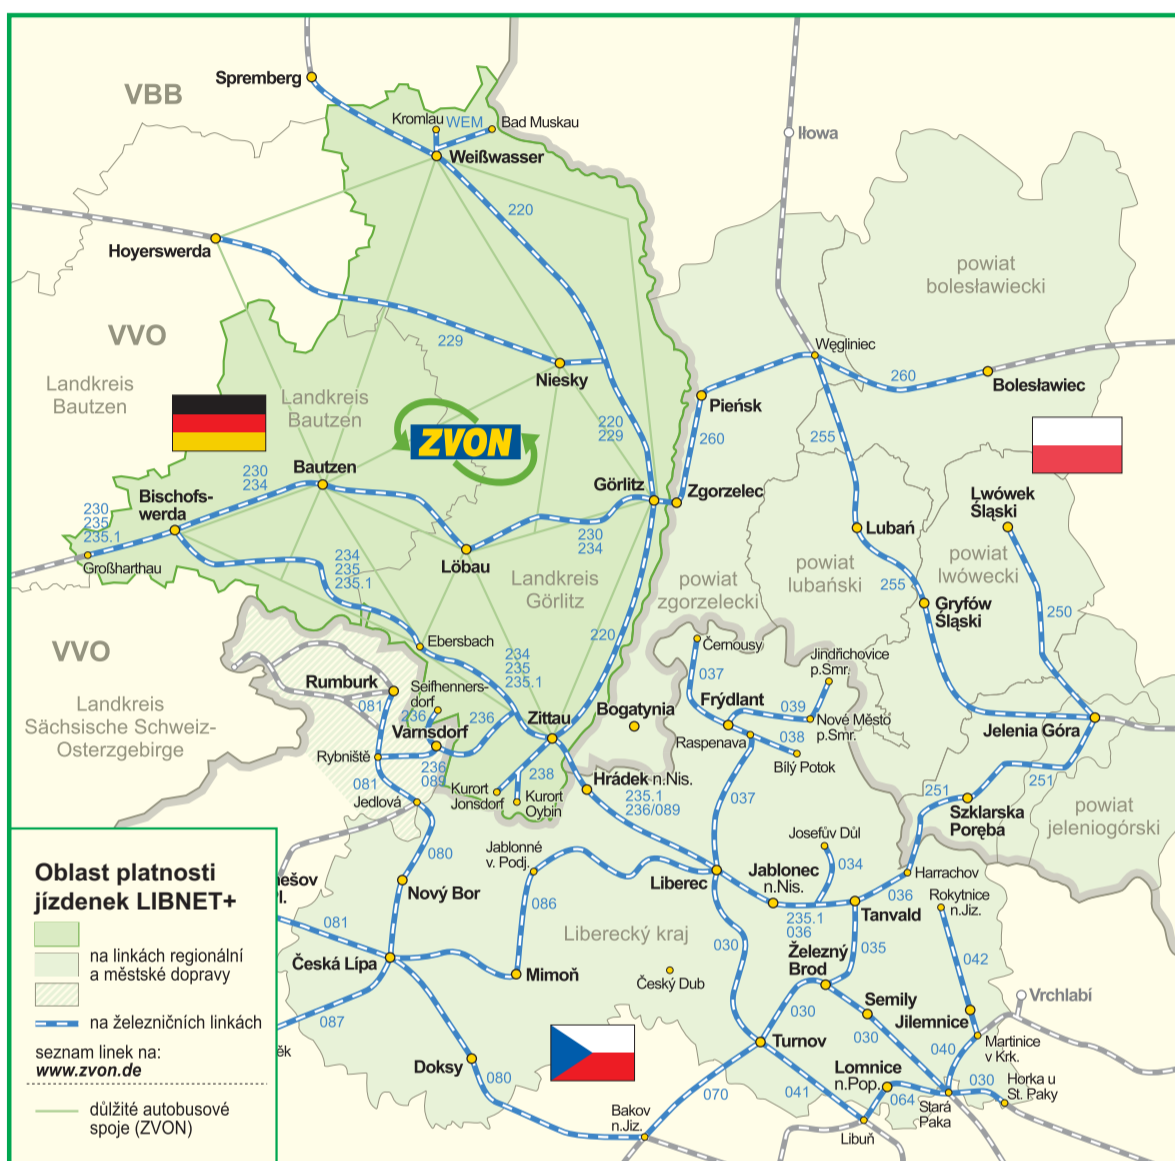 Spremberg
VBB
Kromlau
WEM
Bad Muskau
Weißwasser
Iłowa
220
Hoyerswerda
powiat
bolesławiecki
VVO
229
Węgliniec
Landkreis
Bautzen
Landkreis
Bautzen
Niesky
260
Bolesławiec
Pieńsk
ZVON
220
229
260
255
Bautzen
230
234
Görlitz
Zgorzelec
Lwówek
Śląski
Bischofs-
werda
230
235
235.1
Großharthau
230
234
Lubań
234
235
235.1
Löbau
Landkreis
Görlitz
powiat
zgorzelecki
powiat
lubański
powiat
lwówecki
255
Gryfów
Śląski
250
VVO
Ebersbach
220
234
235
235.1
Černousy
Jindřichovice
p.Smr.
037
Rumburk
Seifhenners-
dorf
081
236
236
Landkreis
Sächsische Schweiz-
Osterzgebirge
Varnsdorf
Zittau
Bogatynia
Frýdlant
039
Nové Město
p.Smr.
Jelenia Góra
Raspenava
038
Bílý Potok
Rybniště
236
089
081
Jedlová
238
Kurort
Jonsdorf
Kurort
Oybin
Hrádek n.Nis.
235.1
236/089
037
251
251
Szklarska
Poręba
powiat
jeleniogórski
Josefův Důl
Jablonné
v. Podj.
080
034
Harrachov
Nový Bor
Liberec
Jablonec
n.Nis.
036
Rokytnice
n.Jiz.
086
Tanvald
235.1
036
Liberecký kraj
081
030
035
Česká Lípa
Mimoň
Český Dub
Železný
Brod
042
Semily
Vrchlabí
Jilemnice
030
030
087
Turnov
Martinice
v Krk.
040
Doksy
080
Lomnice
n.Pop.
030
Horka u
St. Paky
070
041
064
Stará
Paka
Bakov
n.Jiz.
Libuň
ešov
l.
ěk
Oblast platnosti
jízdenek LIBNET+
na linkách regionální
a městské dopravy
na železničních linkách
seznam linek na:
www.zvon.de
důlžité autobusové
spoje (ZVON)